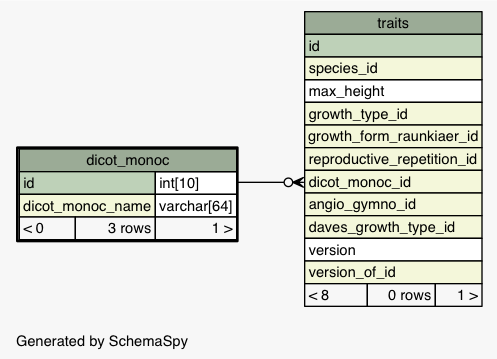 traits
id
species_id
max_height
growth_type_id
growth_form_raunkiaer_id
reproductive_repetition_id
dicot_monoc_id
angio_gymno_id
daves_growth_type_id
version
version_of_id
< 8 0 rows 1 >
dicot_monoc
id int[10]
dicot_monoc_name varchar[64]
< 0 3 rows 1 >
Generated by SchemaSpy